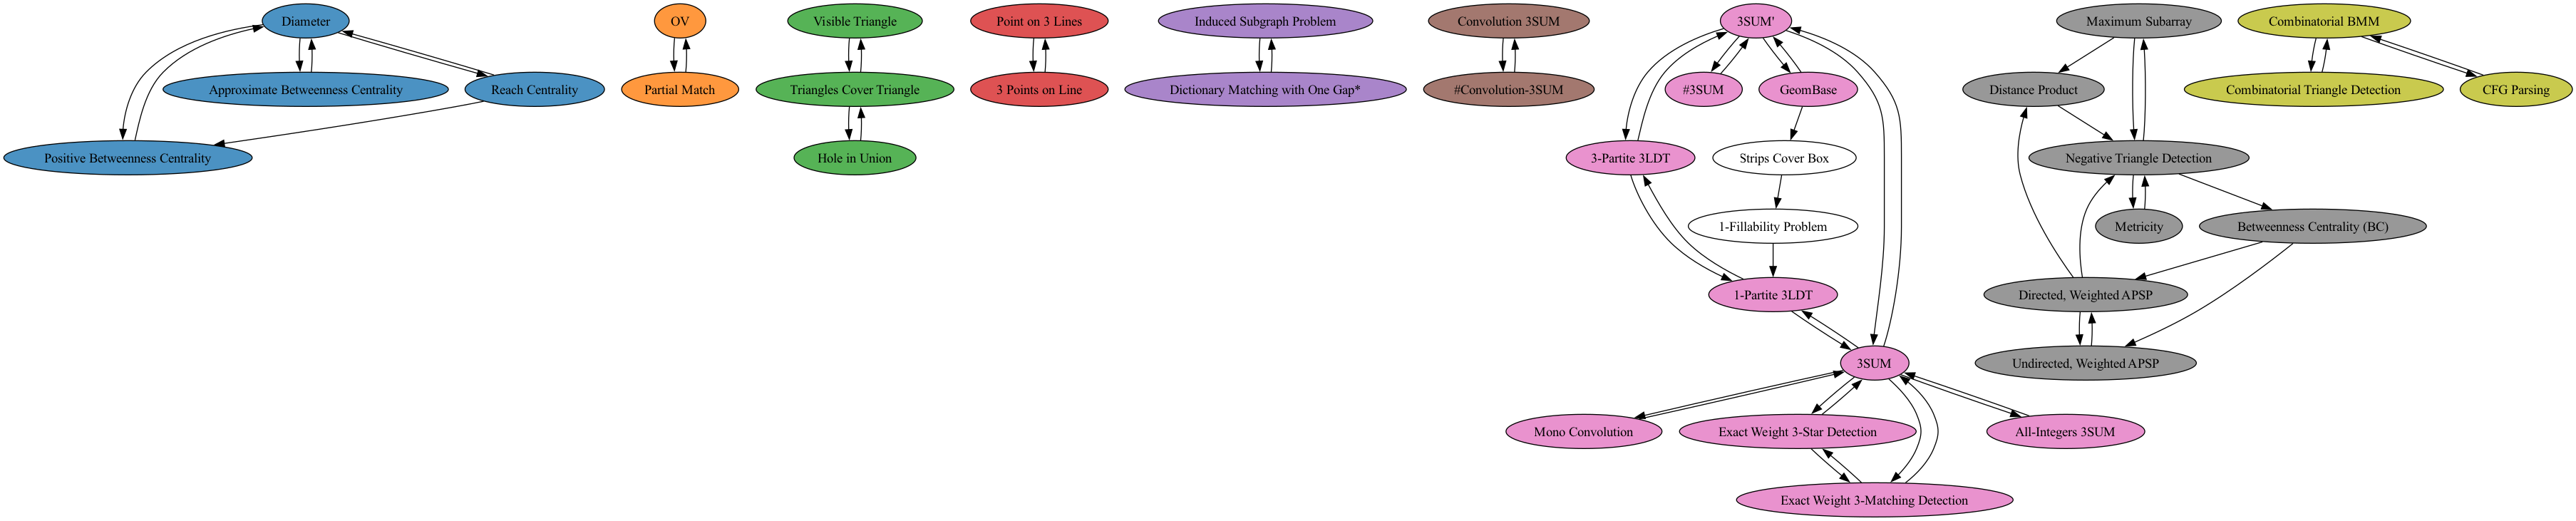 Diameter
OV
Visible Triangle
Point on 3 Lines
Induced Subgraph Problem
Convolution 3SUM
3SUM'
Maximum Subarray
Combinatorial BMM
Approximate Betweenness Centrality
Reach Centrality
Partial Match
Triangles Cover Triangle
3 Points on Line
Dictionary Matching with One Gap*
#Convolution-3SUM
#3SUM
GeomBase
Distance Product
Combinatorial Triangle Detection
CFG Parsing
Positive Betweenness Centrality
Hole in Union
3-Partite 3LDT
Strips Cover Box
Negative Triangle Detection
1-Fillability Problem
Metricity
Betweenness Centrality (BC)
1-Partite 3LDT
Directed, Weighted APSP
3SUM
Undirected, Weighted APSP
Mono Convolution
Exact Weight 3-Star Detection
All-Integers 3SUM
Exact Weight 3-Matching Detection